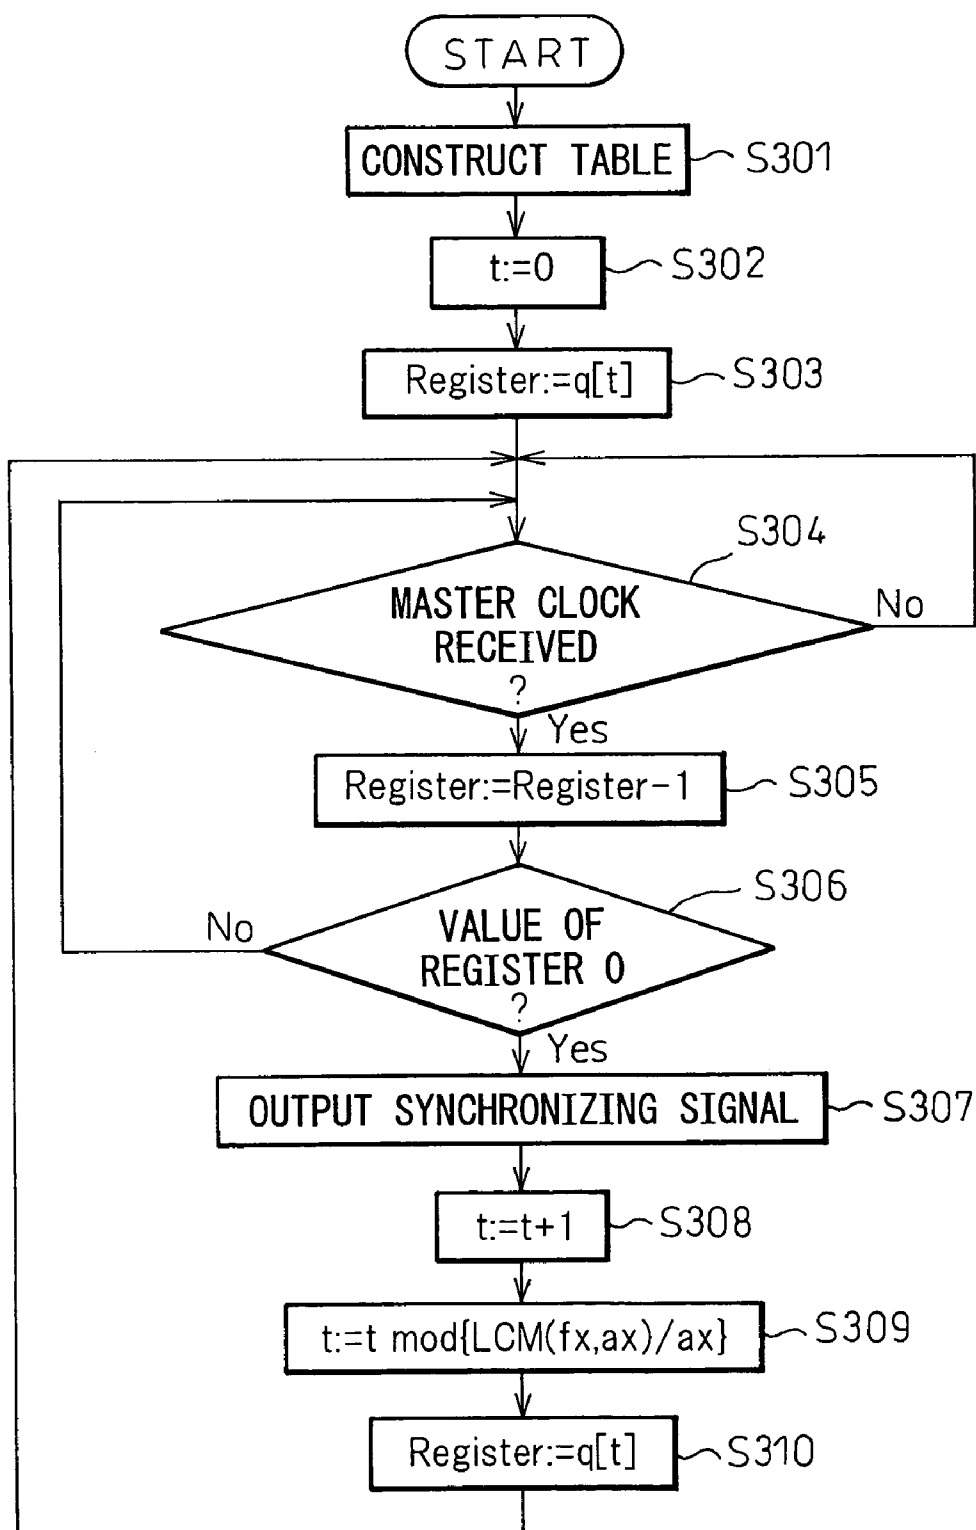 START
CONSTRUCT TABLE
S301
t:=0
S302
Register:=q[t]
S303
S304
MASTER CLOCK
RECEIVED
?
No
Yes
Register:=Register-1
S305
S306
No
VALUE OF
REGISTER 0
?
Yes
OUTPUT SYNCHRONIZING SIGNAL
S307
t:=t+1
S308
t:=t mod{LCM(fx,ax)/ax}
S309
Register:=q[t]
S310